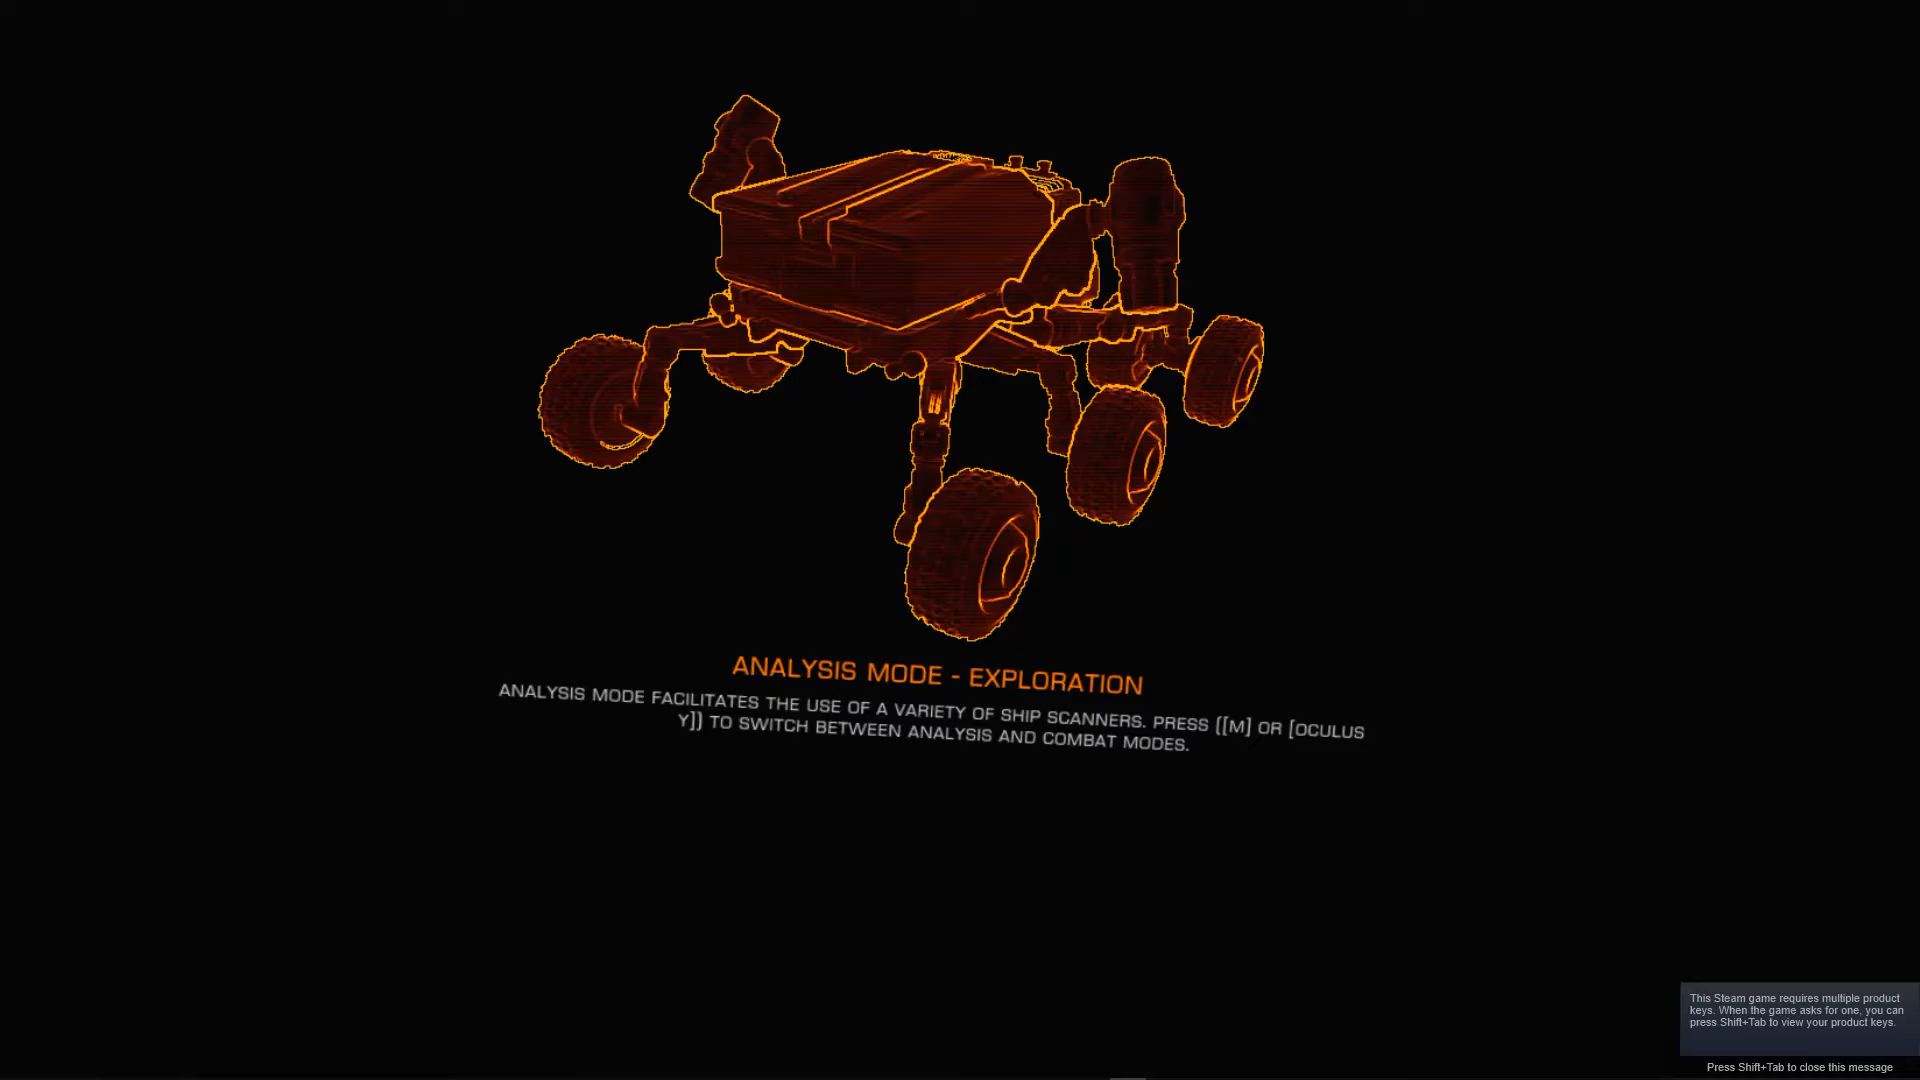 ANALYSIS MODE - EXPLORATION
ANALYSIS MODE FACILITATES THE USE OF A VARIETY OF SHIP SCANNERS. PRESS [[M] OR [OCULUS
Y]] TO SWITCH BETWEEN ANALYSIS AND COMBAT MODES.
This Steam game requires multiple product
keys. When the game asks for one, you can
press Shift+Tab to view your product keys.
Press Shift+Tab to close this message